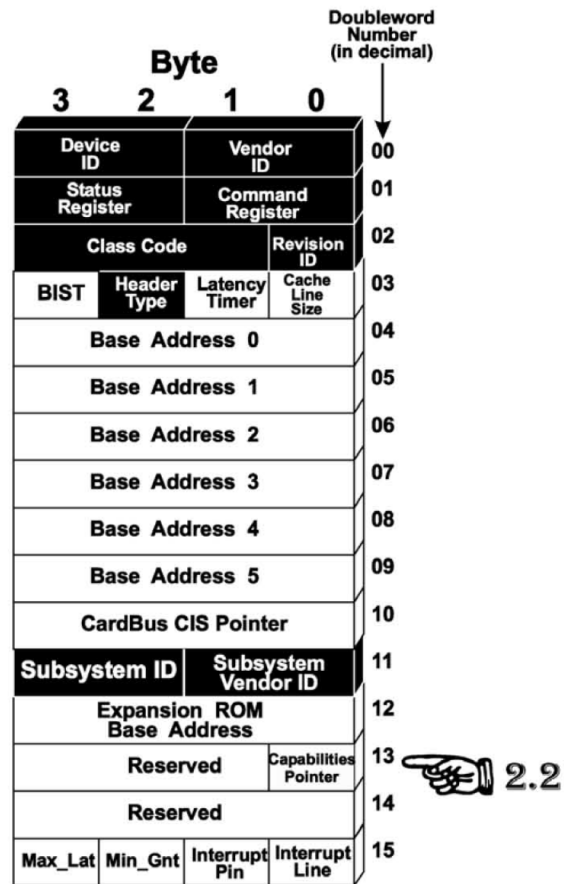 Doubleword
Number
(in decimal)
Byte
3 2 1 0
Device
ID
Vendor
ID
00
Status
Register
Command
Register
01
Class Code
Revision
ID
02
BIST
Header
Type
Latency
Timer
Cache
Line
Size
03
Base Address 0
04
Base Address 1
05
Base Address 2
06
Base Address 3
07
Base Address 4
08
Base Address 5
09
CardBus CIS Pointer
10
Subsystem ID
Subsystem
Vendor ID
11
Expansion ROM
Base Address
12
Reserved
Capabilities
Pointer
13
2.2
Reserved
14
Max_Lat
Min_Gnt
Interrupt
Pin
Interrupt
Line
15